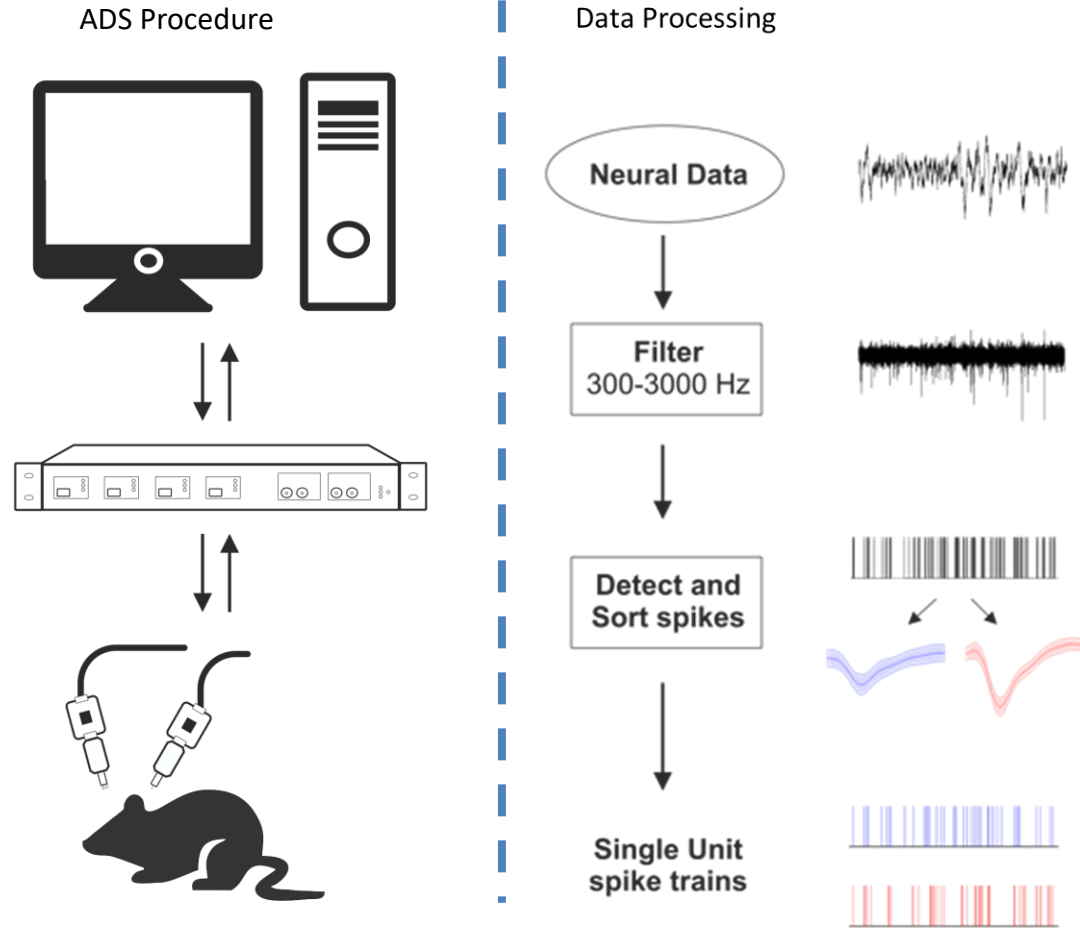 ADS Procedure
Data Processing
Neural Data
Filter
300-3000 Hz
Detect and
Sort spikes
Single Unit
spike trains